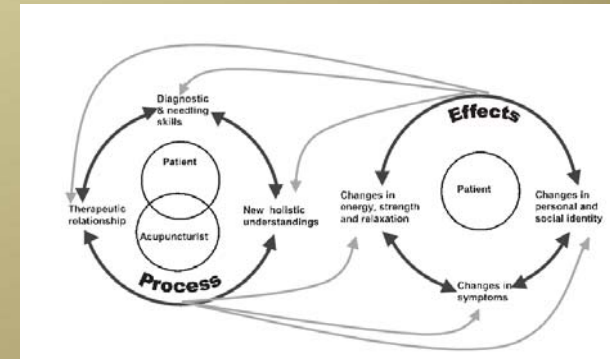 Diagnostic
& needling
skills
Patient
Therapeutic
relationship
New holistic
understandings
Acupuncturist
Process
Effects
Patient
Changes in
energy, strength
and relaxation
Changes in
personal and
social identity
Changes in
symptoms